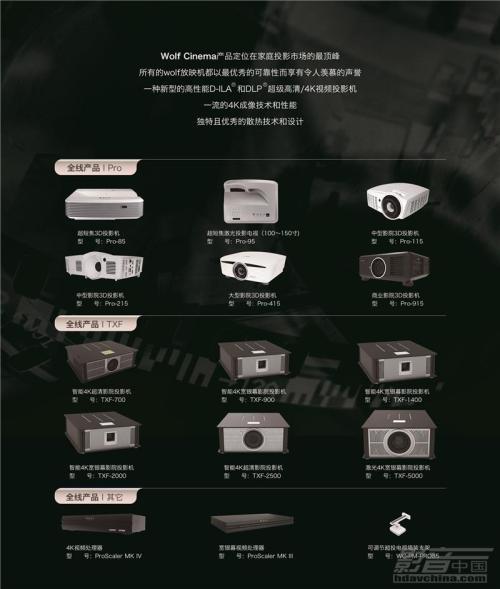 Wolf Cinema产品定位在家庭投影市场的最顶峰
所有的wolf放映机都以最优秀的可靠性而享有令人羡慕的声誉
一种新型的高性能D-ILA®和DLP®超级高清/4K视频投影机
一流的4K成像技术和性能
独特且优秀的散热技术和设计
全线产品 | Pro
超短焦3D投影机
型 号：Pro-85
超短焦激光投影电视（100～150寸)
型 号：Pro-95
中型影院3D投影机
型 号：Pro-115
中型影院3D投影机
型 号：Pro-215
大型影院3D投影机
型 号：Pro-415
商业影院3D投影机
型 号：Pro-915
全线产品 | TXF
智能4K超清影院投影机
型 号：TXF-700
智能4K宽银幕影院投影机
型 号：TXF-900
智能4K宽银幕影院投影机
型 号：TXF-1400
智能4K宽银幕影院投影机
型 号：TXF-2000
智能4K超清影院投影机
型 号：TXF-2500
激光4K宽银幕影院投影机
型 号：TXF-5000
全线产品 | 其它
4K视频处理器
型 号：ProScaler MK IV
宽银幕视频处理器
型 号：ProScaler MK III
可调节超投电视墙装支架
型 号：
影音中国
hdavchina.com